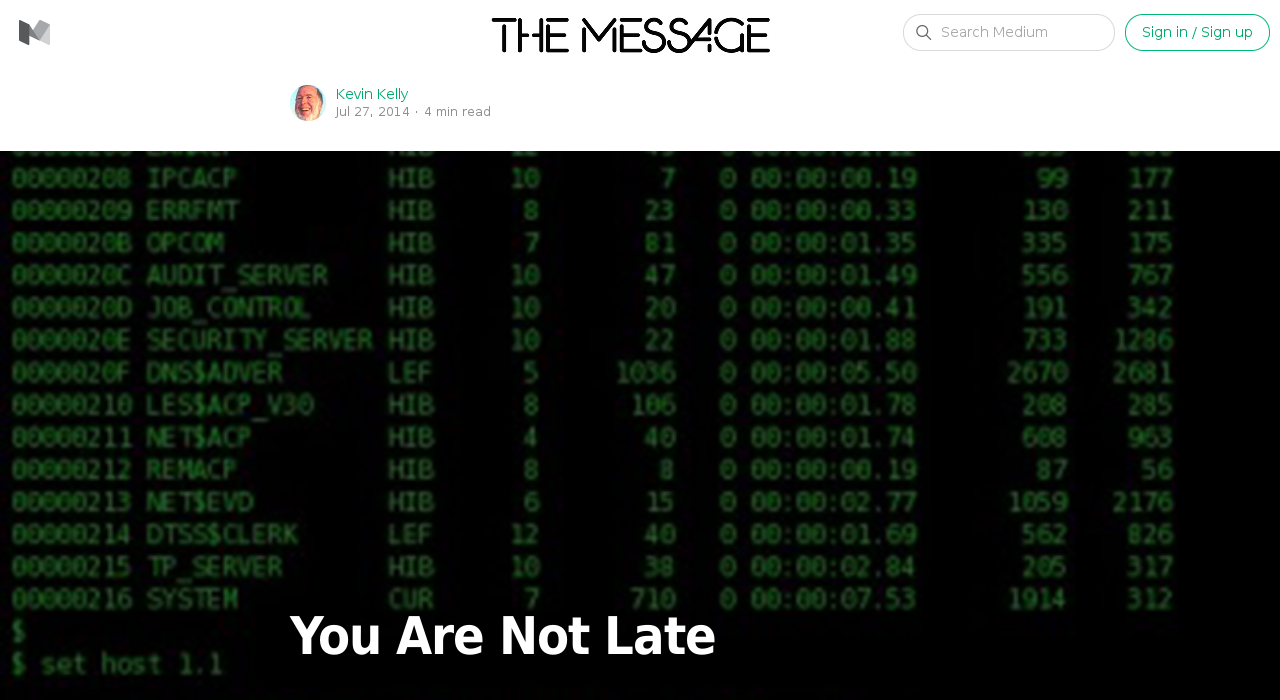 THE MESSAGE
Search Medium
Sign in / Sign up
Kevin Kelly
Jul 27, 2014 · 4 min read
00000208 IPCACP HIB 10 7 0 00:00:00.19 99 177
00000209 ERRFMT HIB 8 23 0 00:00:00.33 130 211
0000020B OPCOM HIB 7 81 0 00:00:01.35 335 175
0000020C AUDIT_SERVER HIB 10 47 0 00:00:01.49 556 767
0000020D JOB_CONTROL HIB 10 20 0 00:00:00.41 191 342
0000020E SECURITY_SERVER HIB 10 22 0 00:00:01.88 733 1286
0000020F DNS$ADVER LEF 5 1036 0 00:00:05.50 2670 2681
00000210 LES$ACP_V30 HIB 8 106 0 00:00:01.78 208 285
00000211 NET$ACP HIB 4 40 0 00:00:01.74 608 963
00000212 REMACP HIB 8 8 0 00:00:00.19 87 56
00000213 NET$EVD HIB 6 15 0 00:00:02.77 1059 2176
00000214 DTSS$CLERK LEF 12 40 0 00:00:01.69 562 826
00000215 TP_SERVER HIB 10 38 0 00:00:02.84 205 317
00000216 SYSTEM CUR 7 710 0 00:00:07.53 1914 312
$
$ set host 1.1
You Are Not Late